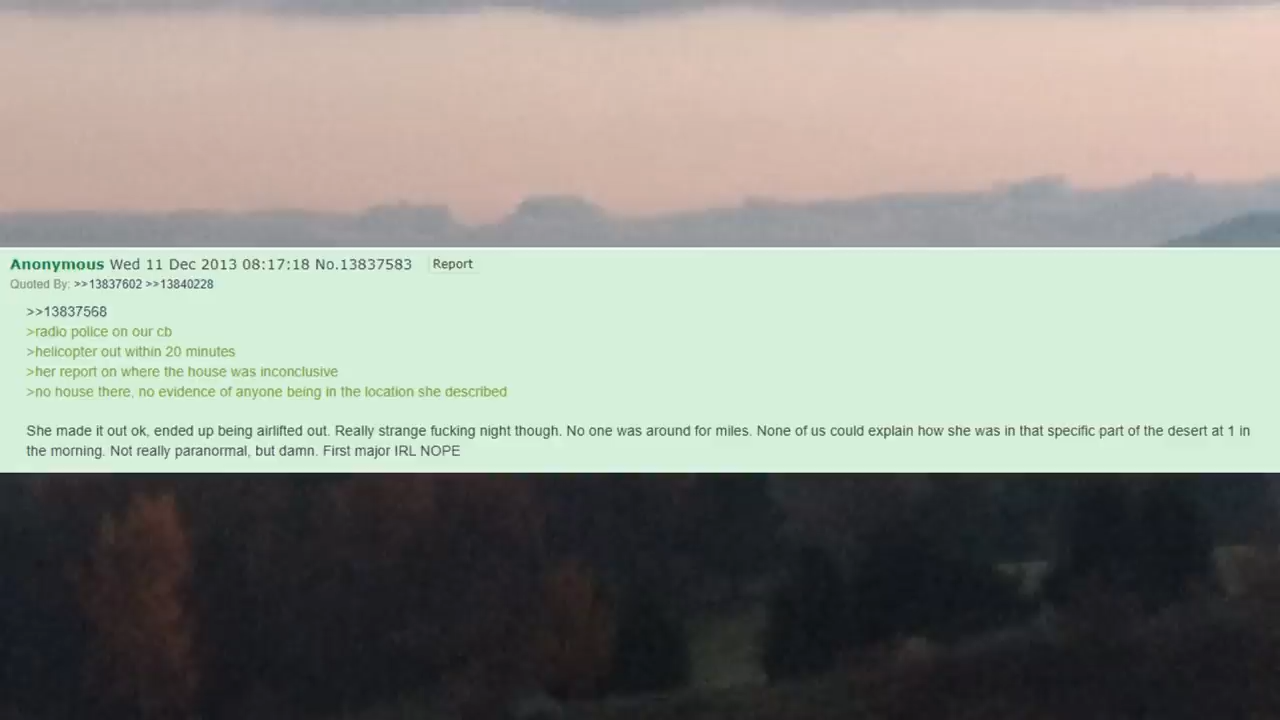 Anonymous Wed 11 Dec 2013 08:17:18 No.13837583 Report
Quoted By: >>13837602 >>13840228
>>13837568
>radio police on our cb
>helicopter out within 20 minutes
>her report on where the house was inconclusive
>no house there, no evidence of anyone being in the location she described
She made it out ok, ended up being airlifted out. Really strange fucking night though. No one was around for miles. None of us could explain how she was in that specific part of the desert at 1 in
the morning. Not really paranormal, but damn. First major IRL NOPE